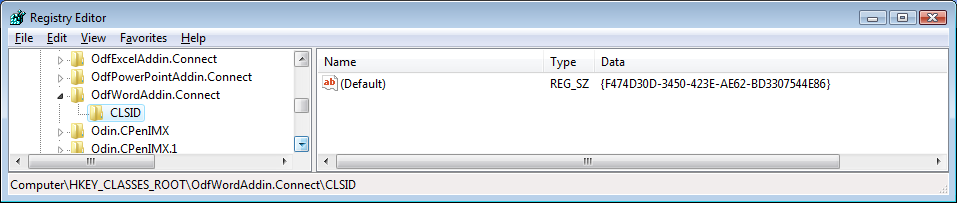 Registry Editor
File Edit View Favorites Help
OdfExcelAddin.Connect
OdfPowerPointAddin.Connect
OdfWordAddin.Connect
CLSID
Odin.CPenIMX
Odin.CPenIMX.1
Name Type Data
ab (Default) REG_SZ {F474D30D-3450-423E-AE62-BD3307544E86}
Computer\HKEY_CLASSES_ROOT\OdfWordAddin.Connect\CLSID